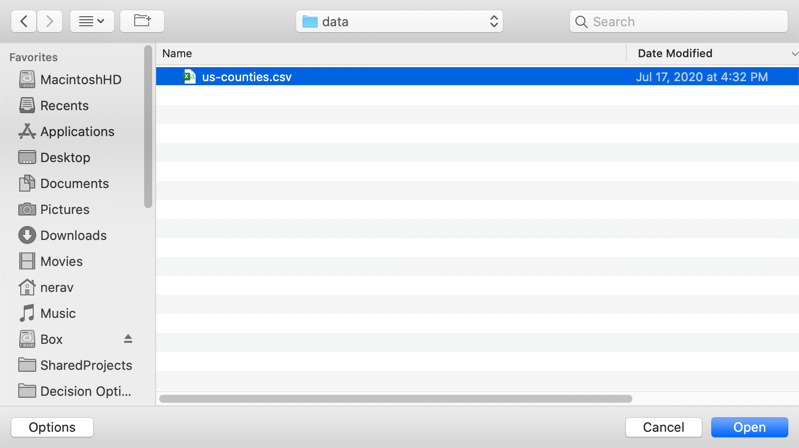 data
Search
Favorites
MacintoshHD
Recents
Applications
Desktop
Documents
Pictures
Downloads
Movies
nerav
Music
Box
SharedProjects
Decision Opti...
Name Date Modified
us-counties.csv Jul 17, 2020 at 4:32 PM
Options
Cancel
Open